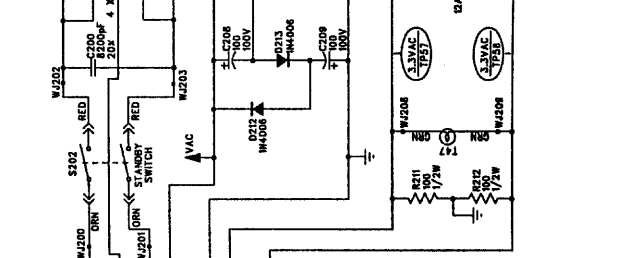 4 X
12A
C200
8200pF
20%
WJ202
WJ203
RED
RED
S202
STANDBY
SWITCH
ORN
ORN
WJ200
WJ201
C208
100
100V
D213
1N4006
C209
100
100V
D212
1N4006
VAC
3.3VAC
TP57
3.3VAC
TP58
WJ208
WJ209
GRN
GRN
T47
R211
100
1/2W
R212
100
1/2W